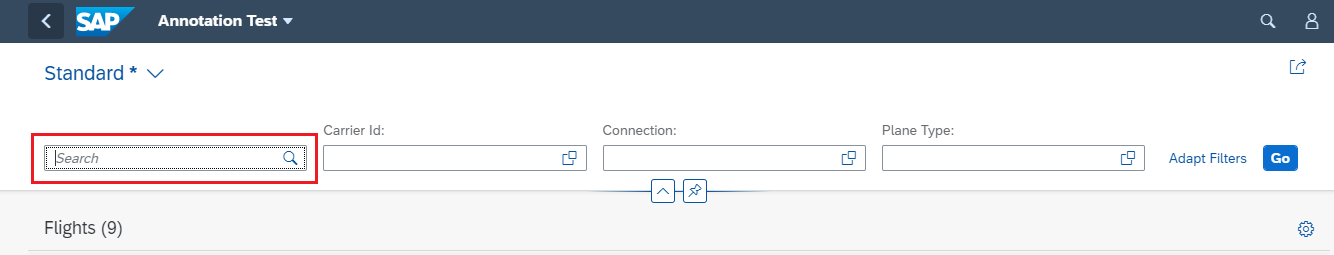 SAP Annotation Test
Standard *
Carrier Id: Connection: Plane Type:
Search Adapt Filters Go
Flights (9)